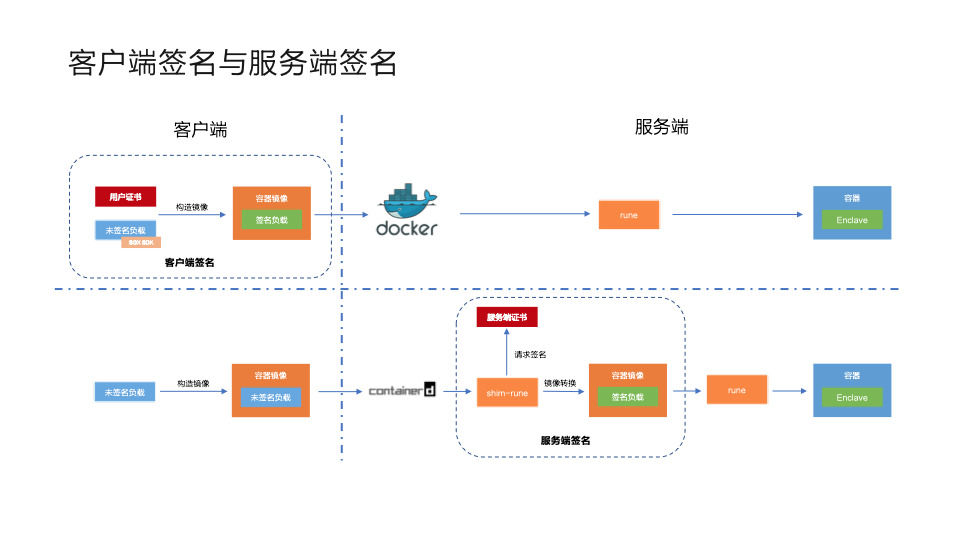 客户端签名与服务端签名
客户端
服务端
用户证书
构造镜像
容器镜像
签名负载
未签名负载
SGX SDK
客户端签名
docker
rune
容器
Enclave
服务端证书
请求签名
未签名负载
构造镜像
容器镜像
未签名负载
containerd
shim-rune
镜像转换
容器镜像
签名负载
rune
容器
Enclave
服务端签名